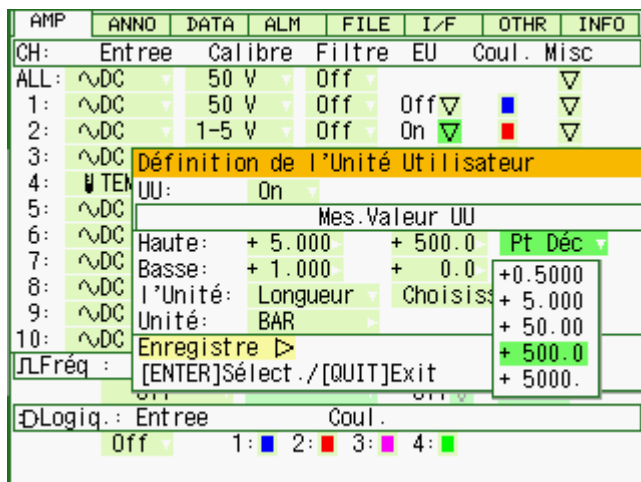 AMP ANNO DATA ALM FILE I/F OTHR INFO
CH: Entree Calibre Filtre EU Coul. Misc
ALL: DC 50 V Off
1: DC 50 V Off Off
2: DC 1-5 V Off On
3: DC
Définition de l'Unité Utilisateur
4: TEM
UU: On
5: DC
Mes.Valeur UU
6: DC
Haute: + 5.000 + 500.0 Pt Déc
7: DC
Basse: + 1.000 + 0.0
+0.5000
8: DC
l'Unité: Longueur Choisis
+ 5.000
9: DC
Unité: BAR
+ 50.00
10: DC
Enregistre
+ 500.0
Fréq :
[ENTER]Sélect./[QUIT]Exit
+ 5000.
Logiq.: Entree Coul.
Off 1: 2: 3: 4: